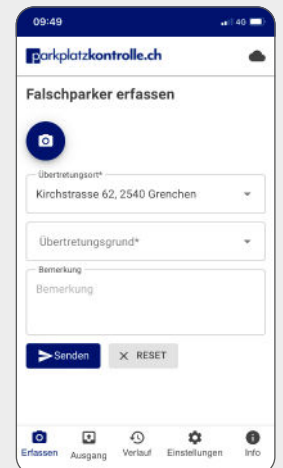 09:49
4G
parkplatzkontrolle.ch
Falschparker erfassen
Übertretungsort*
Kirchstrasse 62, 2540 Grenchen
Übertretungsgrund*
Bemerkung
Bemerkung
Senden
RESET
Erfassen Ausgang Verlauf Einstellungen Info